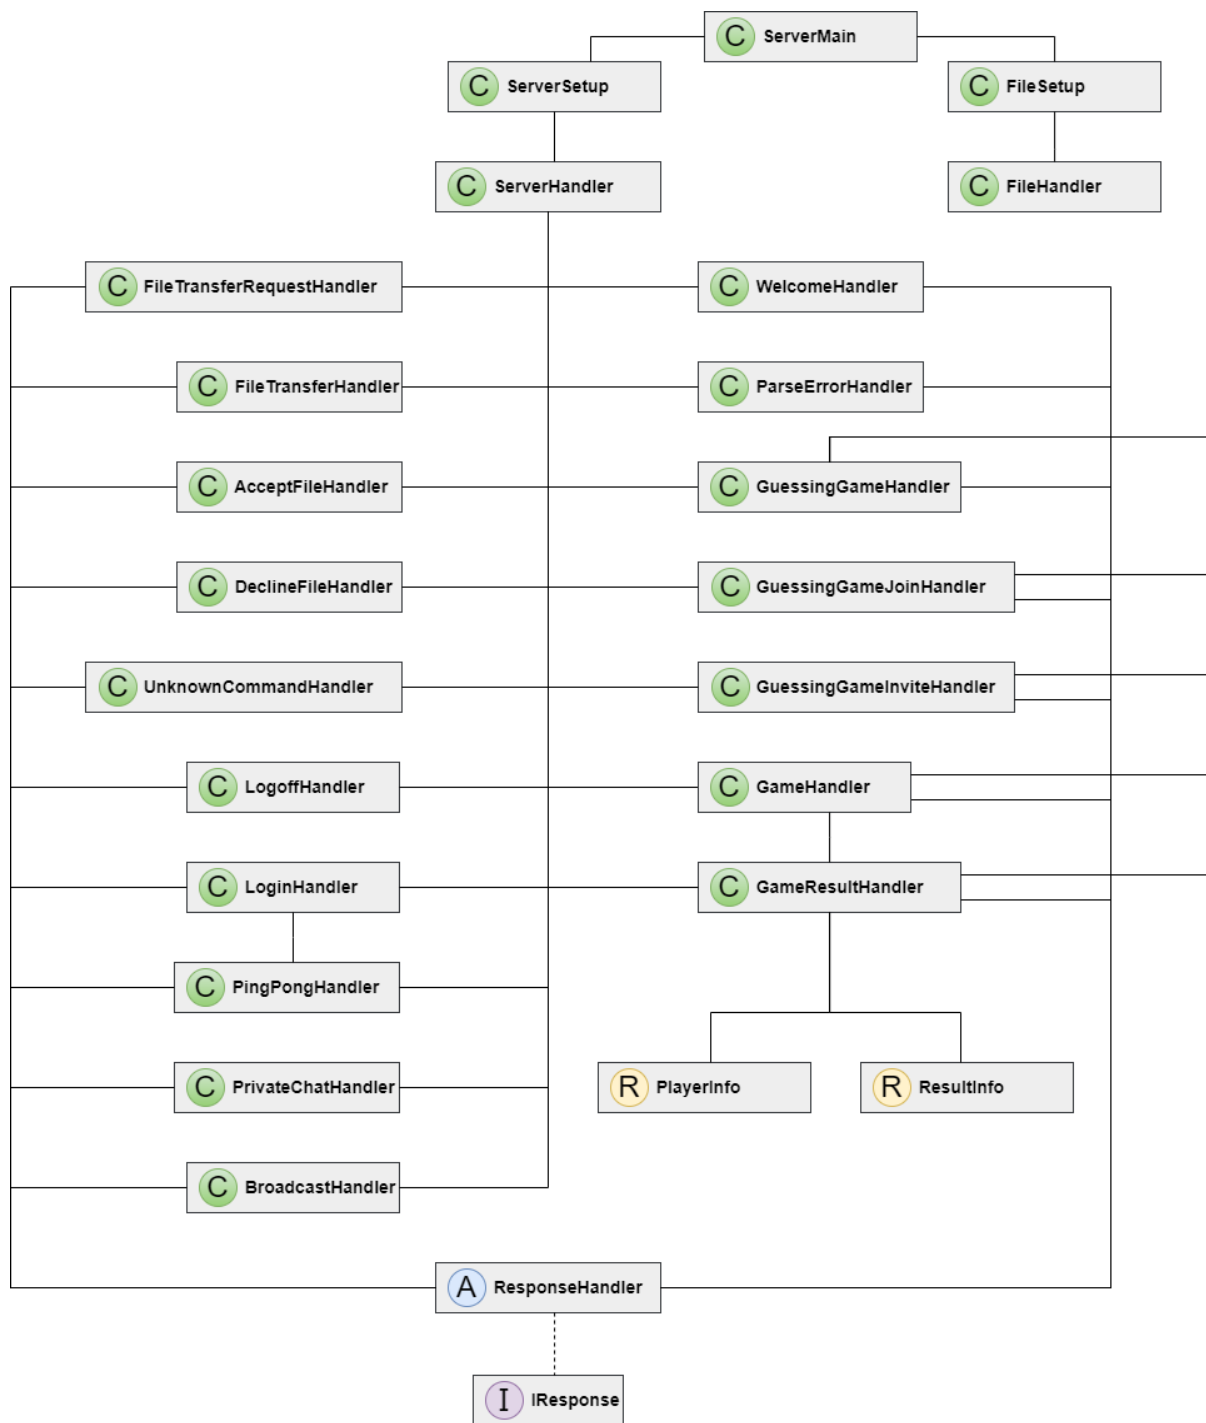 C ServerMain
C ServerSetup
C FileSetup
C ServerHandler
C FileHandler
C FileTransferRequestHandler
C WelcomeHandler
C FileTransferHandler
C ParseErrorHandler
C AcceptFileHandler
C GuessingGameHandler
C DeclineFileHandler
C GuessingGameJoinHandler
C UnknownCommandHandler
C GuessingGameInviteHandler
C LogoffHandler
C GameHandler
C LoginHandler
C GameResultHandler
C PingPongHandler
C PrivateChatHandler
R PlayerInfo
R ResultInfo
C BroadcastHandler
A ResponseHandler
I IResponse